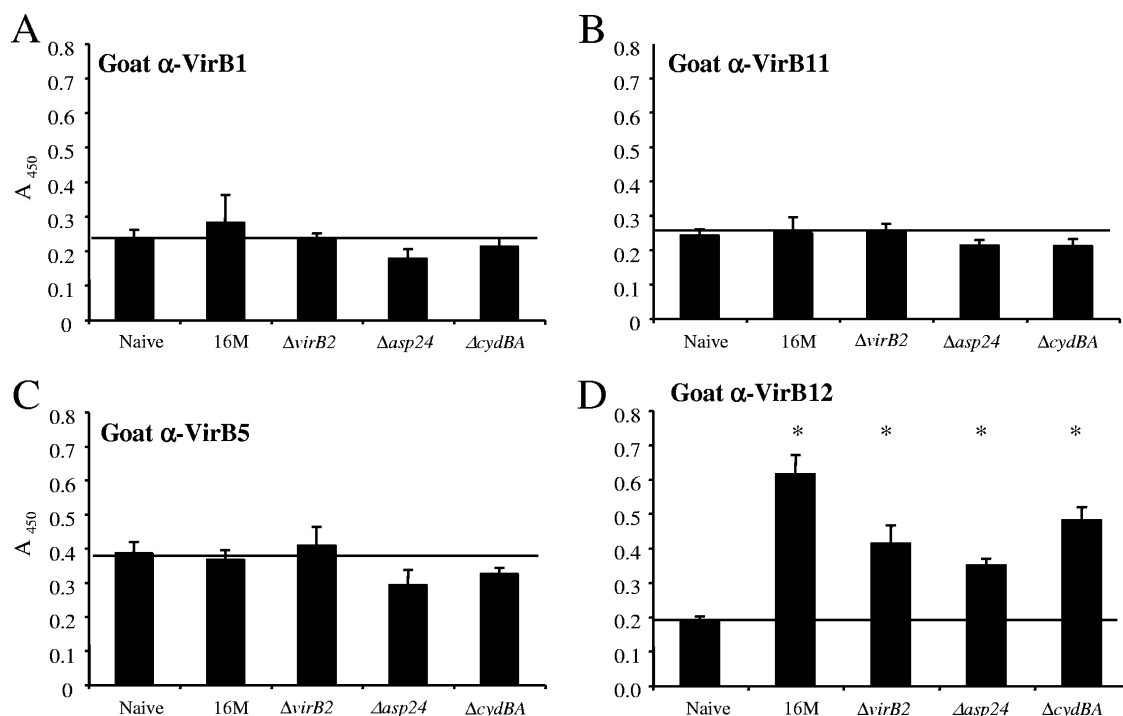 A
Goat α-VirB1
0.8
0.7
0.6
0.5
0.4
0.3
0.2
0.1
0
A 450
Naive 16M ΔvirB2 Δasp24 ΔcydBA
B
Goat α-VirB11
0.8
0.7
0.6
0.5
0.4
0.3
0.2
0.1
0
Naive 16M ΔvirB2 Δasp24 ΔcydBA
C
Goat α-VirB5
0.8
0.7
0.6
0.5
0.4
0.3
0.2
0.1
0
A 450
Naive 16M ΔvirB2 Δasp24 ΔcydBA
D
Goat α-VirB12
0.8
0.7
0.6
0.5
0.4
0.3
0.2
0.1
0.0
* * * *
Naive 16M ΔvirB2 Δasp24 ΔcydBA